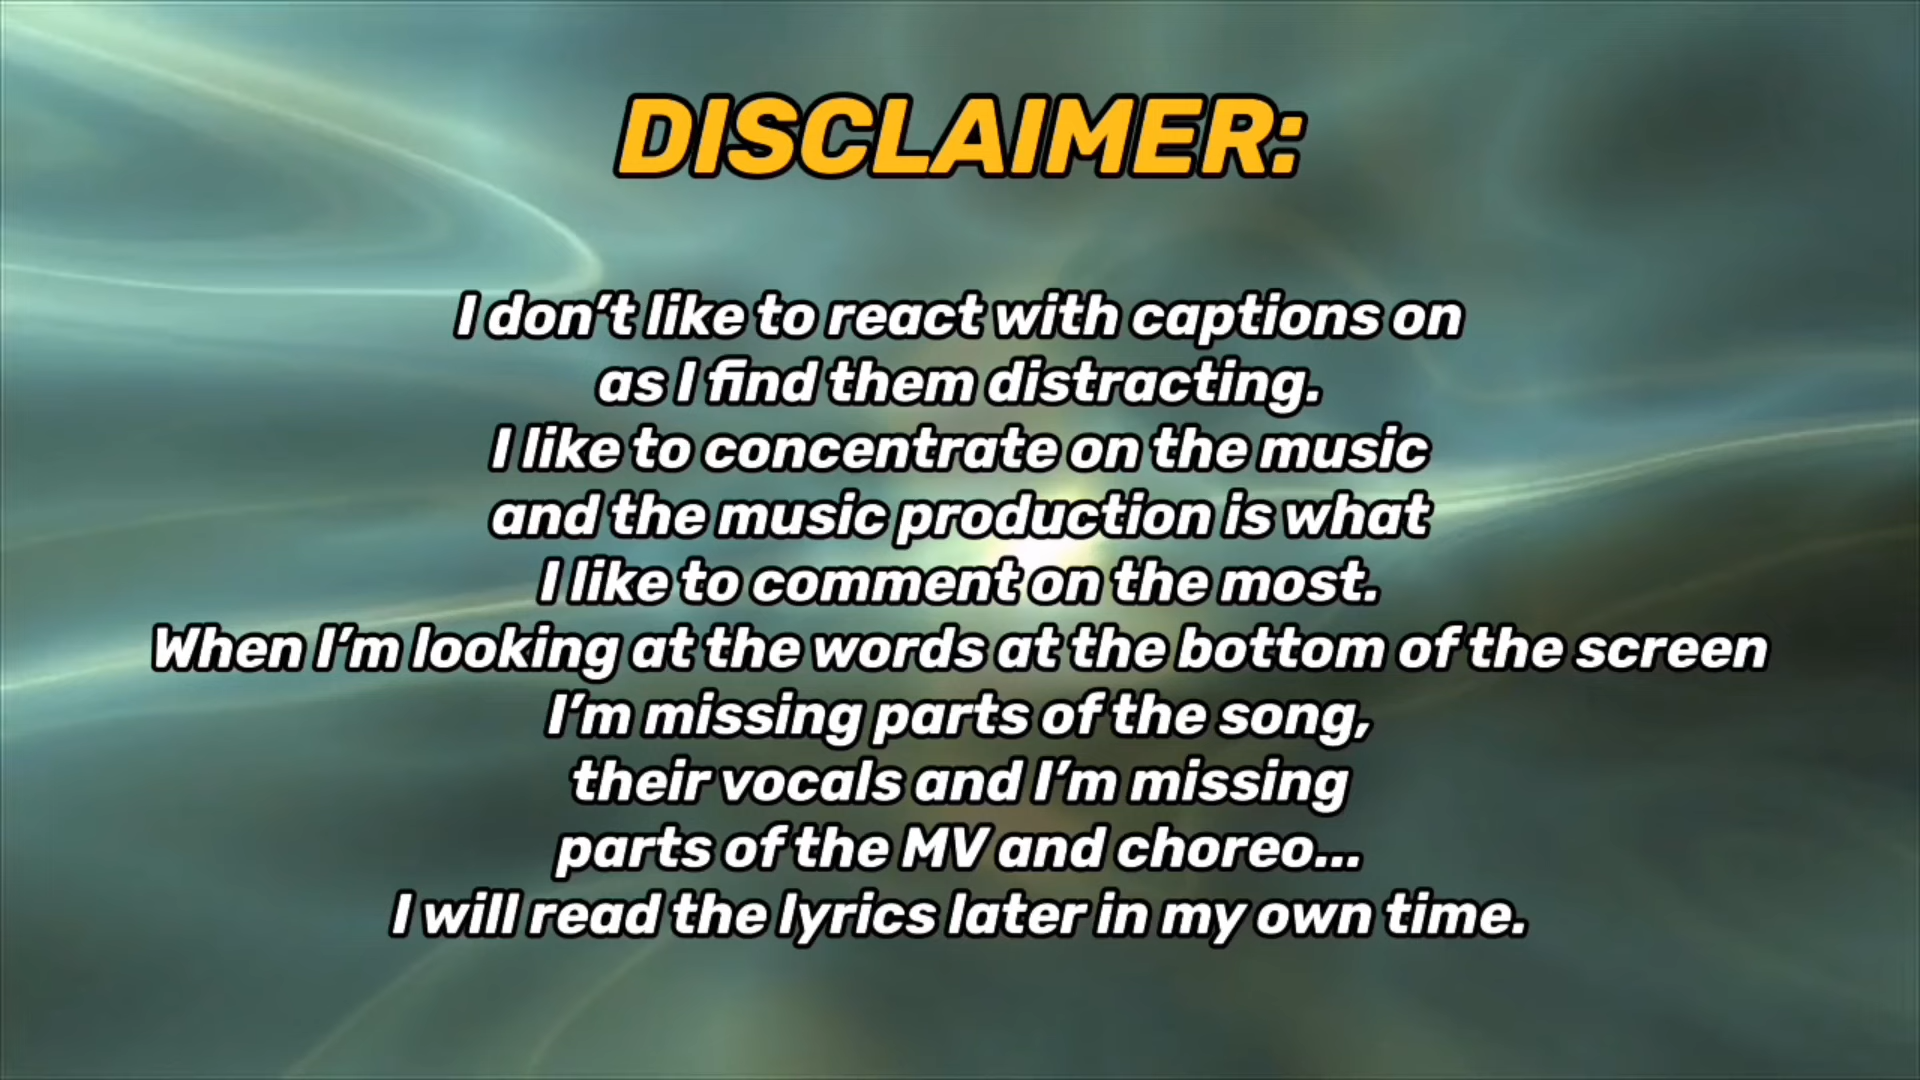 DISCLAIMER:
I don’t like to react with captions on
as I find them distracting.
I like to concentrate on the music
and the music production is what
I like to comment on the most.
When I’m looking at the words at the bottom of the screen
I’m missing parts of the song,
their vocals and I’m missing
parts of the MV and choreo...
I will read the lyrics later in my own time.